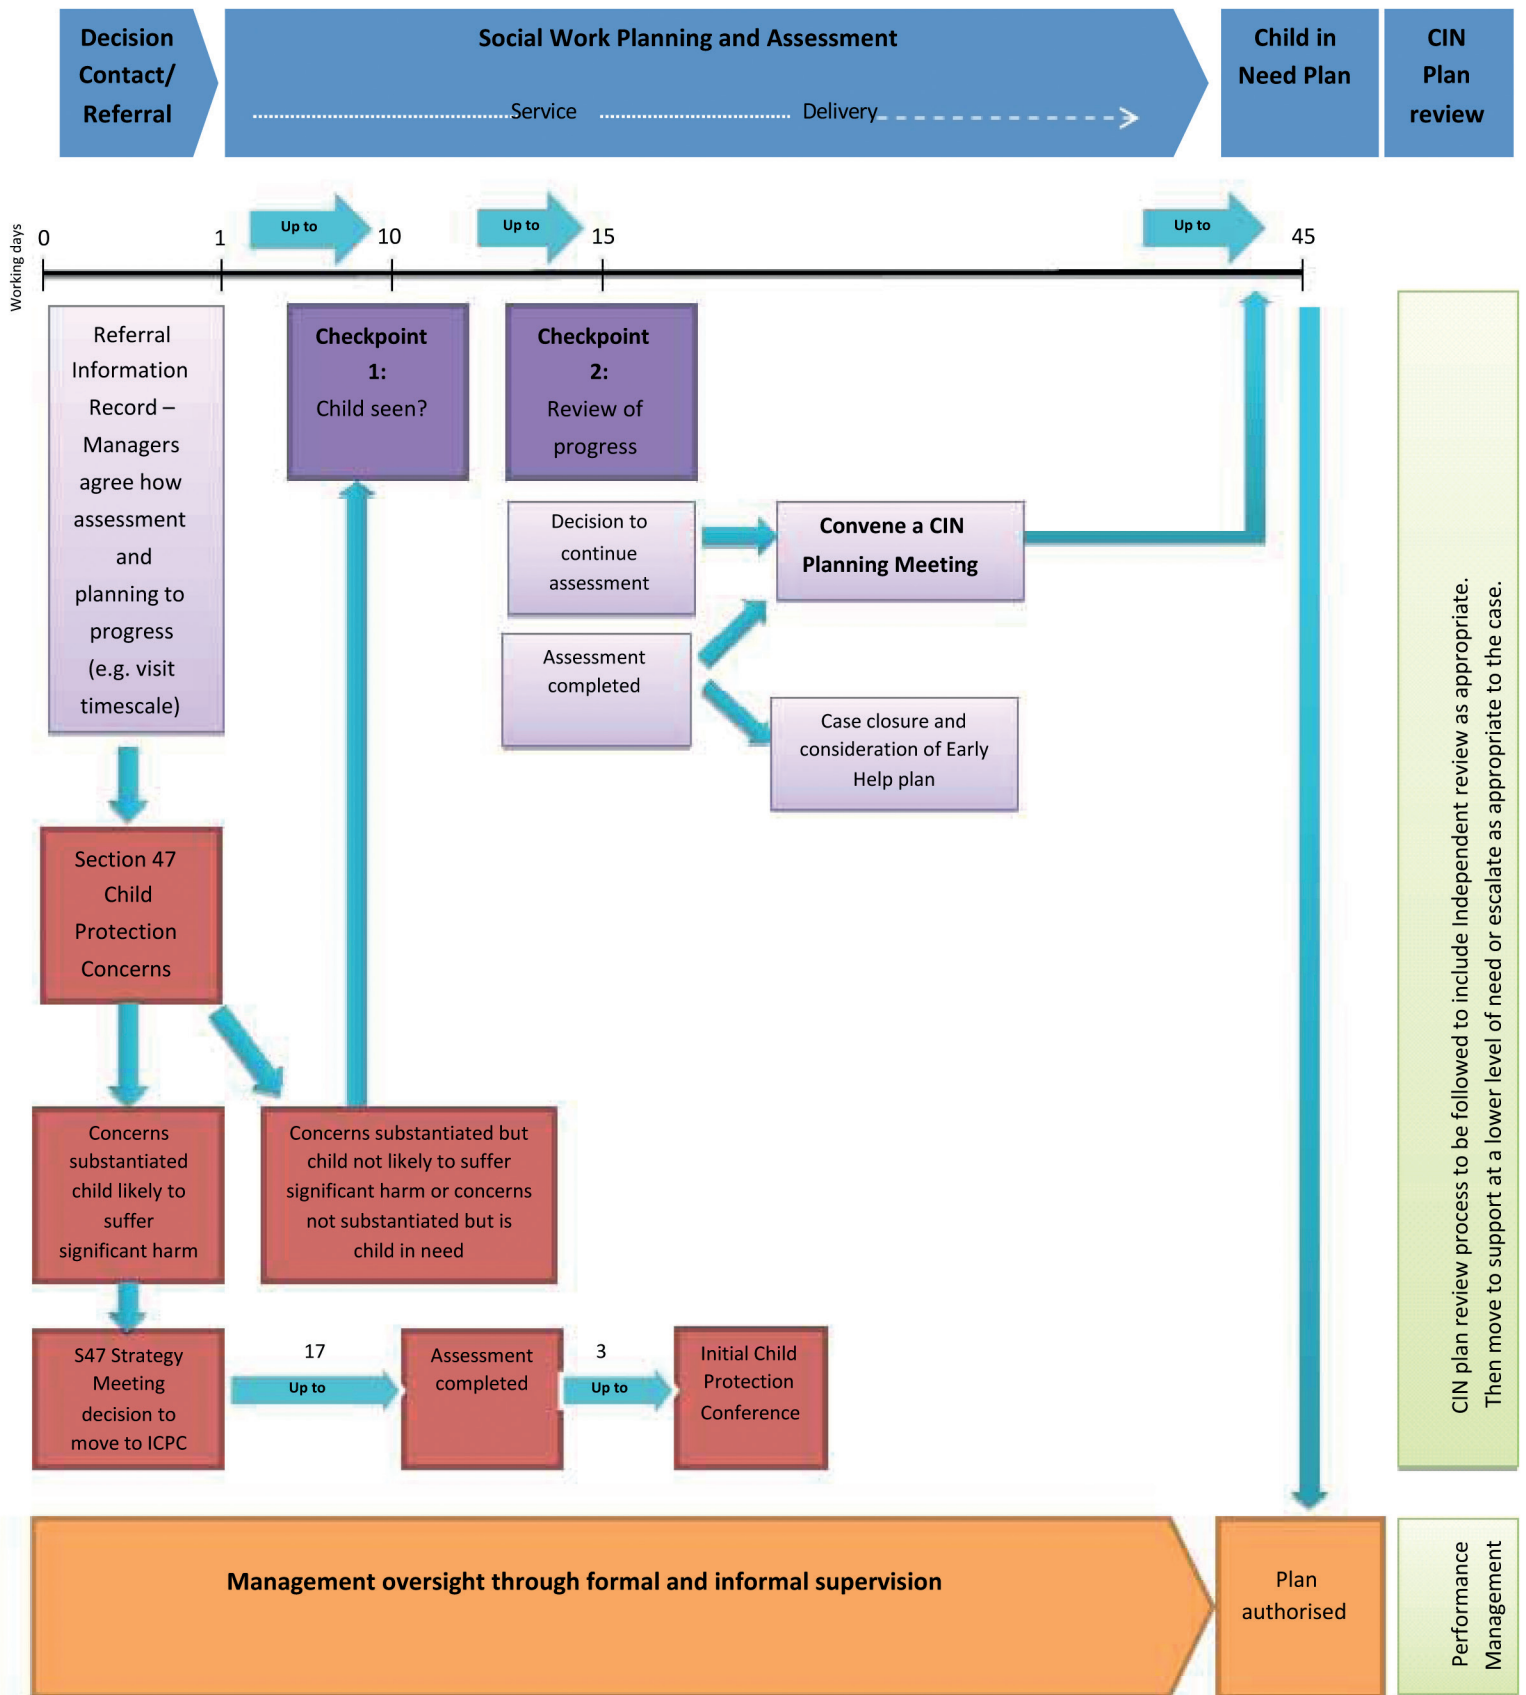 Decision
Contact/
Referral
Social Work Planning and Assessment
Service
Delivery
Child in
Need Plan
CIN
Plan
review
Working days
0
1
Up to
10
Up to
15
Up to
45
Referral
Information
Record –
Managers
agree how
assessment
and
planning to
progress
(e.g. visit
timescale)
Checkpoint
1:
Child seen?
Checkpoint
2:
Review of
progress
Decision to
continue
assessment
Convene a CIN
Planning Meeting
Assessment
completed
Case closure and
consideration of Early
Help plan
Section 47
Child
Protection
Concerns
Concerns
substantiated
child likely to
suffer
significant harm
Concerns substantiated but
child not likely to suffer
significant harm or concerns
not substantiated but is
child in need
S47 Strategy
Meeting
decision to
move to ICPC
17
Up to
Assessment
completed
3
Up to
Initial Child
Protection
Conference
CIN plan review process to be followed to include Independent review as appropriate.
Then move to support at a lower level of need or escalate as appropriate to the case.
Management oversight through formal and informal supervision
Plan
authorised
Performance
Management